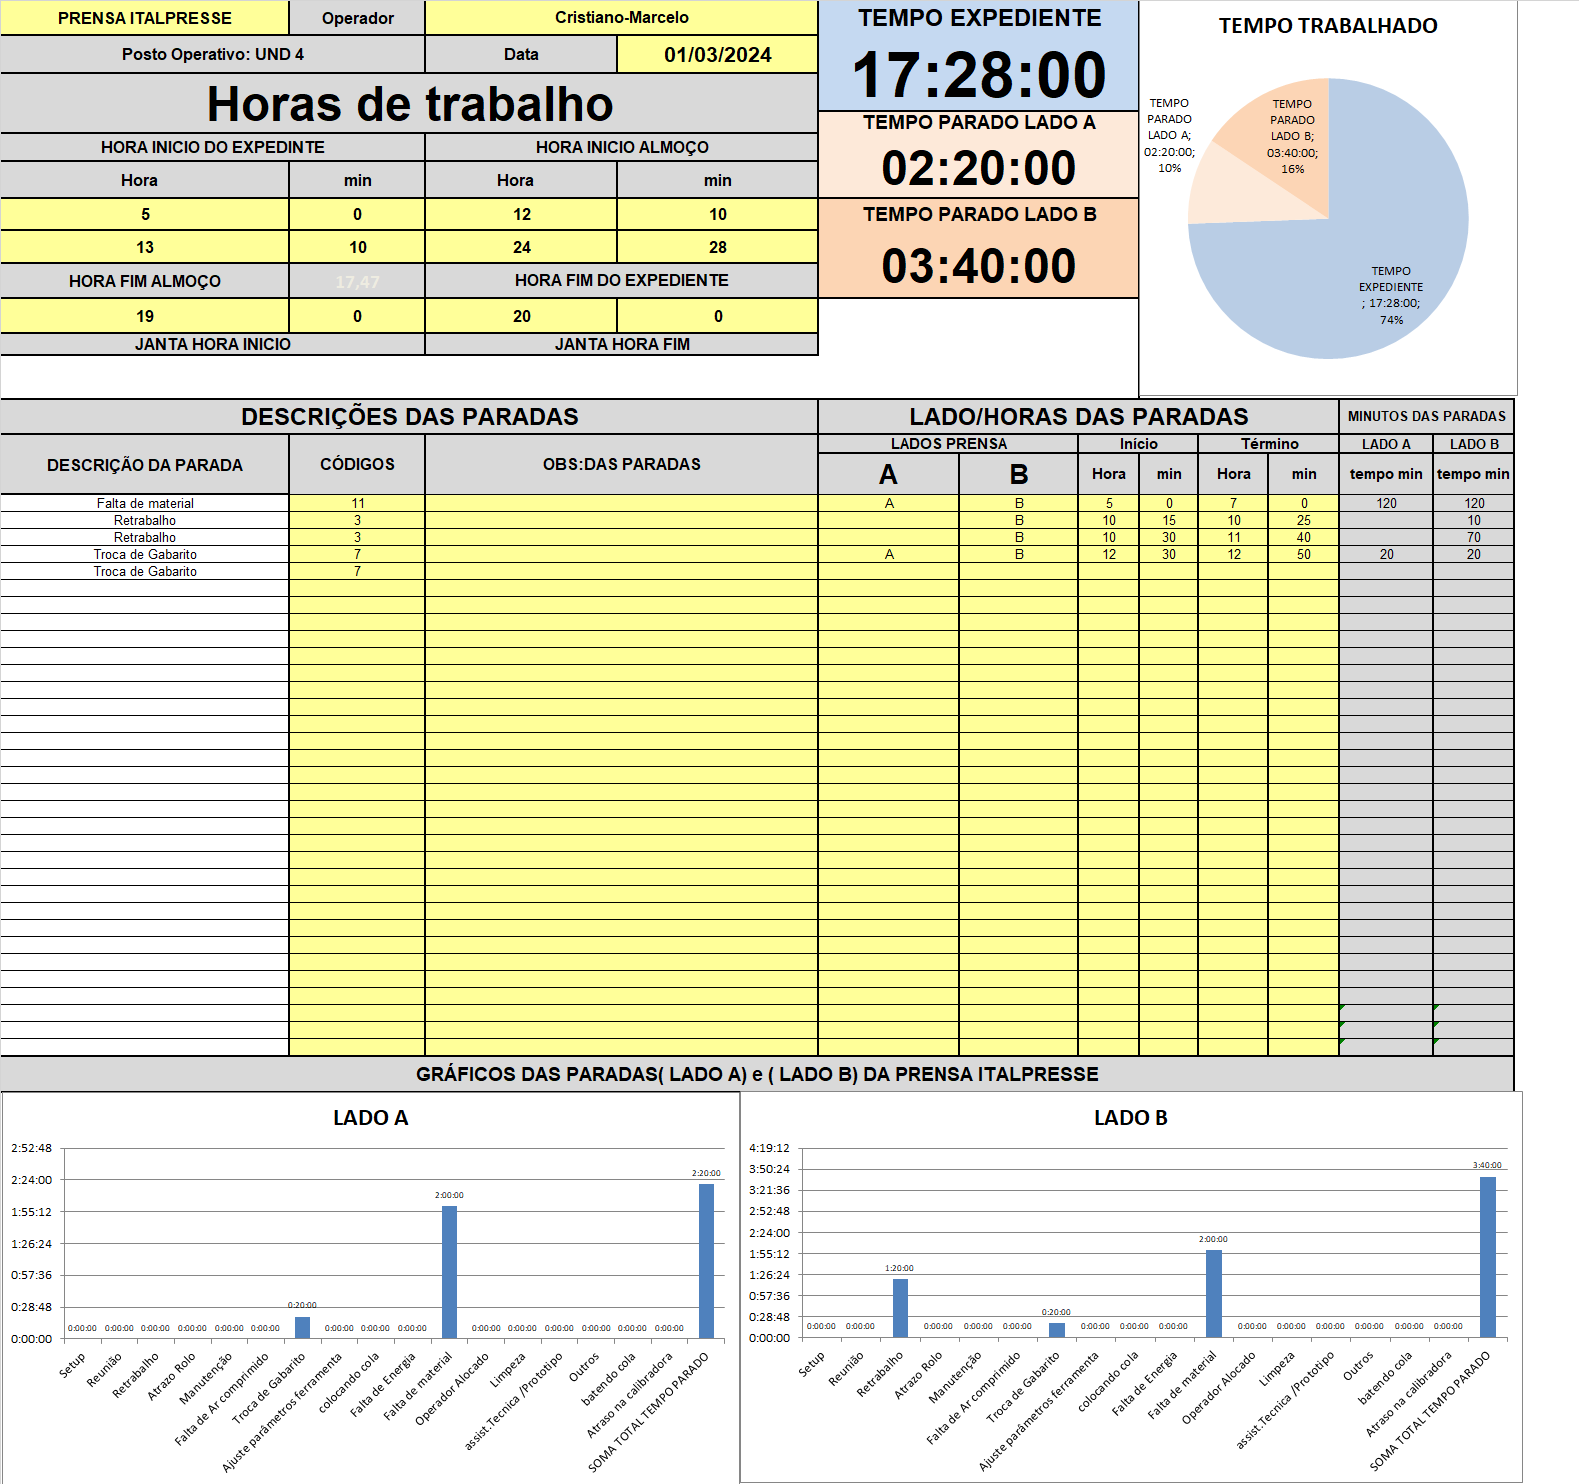 PRENSA ITALPRESSE Operador Cristiano-Marcelo
Posto Operativo: UND 4 Data 01/03/2024
Horas de trabalho
HORA INICIO DO EXPEDINTE HORA INICIO ALMOÇO
Hora min Hora min
5 0 12 10
13 10 24 28
HORA FIM ALMOÇO 17,47 HORA FIM DO EXPEDIENTE
19 0 20 0
JANTA HORA INICIO JANTA HORA FIM
TEMPO EXPEDIENTE
17:28:00
TEMPO PARADO LADO A
02:20:00
TEMPO PARADO LADO B
03:40:00
TEMPO TRABALHADO
TEMPO
PARADO
LADO A;
02:20:00;
10%
TEMPO
PARADO
LADO B;
03:40:00;
16%
TEMPO
EXPEDIENTE
; 17:28:00;
74%
DESCRIÇÕES DAS PARADAS LADO/HORAS DAS PARADAS MINUTOS DAS PARADAS
LADOS PRENSA Início Término LADO A LADO B
DESCRIÇÃO DA PARADA CÓDIGOS OBS:DAS PARADAS A B Hora min Hora min tempo min tempo min
Falta de material 11 A B 5 0 7 0 120 120
Retrabalho 3 B 10 15 10 25 10
Retrabalho 3 B 10 30 11 40 70
Troca de Gabarito 7 A B 12 30 12 50 20 20
Troca de Gabarito 7
GRÁFICOS DAS PARADAS( LADO A) e ( LADO B) DA PRENSA ITALPRESSE
LADO A
2:52:48
2:24:00
1:55:12
1:26:24
0:57:36
0:28:48
0:00:00
0:00:00 0:00:00 0:00:00 0:00:00 0:00:00 0:00:00 0:20:00 0:00:00 0:00:00 0:00:00 2:00:00 0:00:00 0:00:00 0:00:00 0:00:00 0:00:00 0:00:00 2:20:00
Setup
Reunião
Retrabalho
Atrazo Rolo
Manutenção
Falta de Ar comprimido
Troca de Gabarito
Ajuste parâmetros ferramenta
colocando cola
Falta de Energia
Falta de material
Operador Alocado
Limpeza
assist.Tecnica /Prototipo
Outros
batendo cola
Atraso na calibradora
SOMA TOTAL TEMPO PARADO
LADO B
4:19:12
3:50:24
3:21:36
2:52:48
2:24:00
1:55:12
1:26:24
0:57:36
0:28:48
0:00:00
0:00:00 0:00:00 1:20:00 0:00:00 0:00:00 0:00:00 0:20:00 0:00:00 0:00:00 0:00:00 2:00:00 0:00:00 0:00:00 0:00:00 0:00:00 0:00:00 0:00:00 3:40:00
Setup
Reunião
Retrabalho
Atrazo Rolo
Manutenção
Falta de Ar comprimido
Troca de Gabarito
Ajuste parâmetros ferramenta
colocando cola
Falta de Energia
Falta de material
Operador Alocado
Limpeza
assist.Tecnica /Prototipo
Outros
batendo cola
Atraso na calibradora
SOMA TOTAL TEMPO PARADO